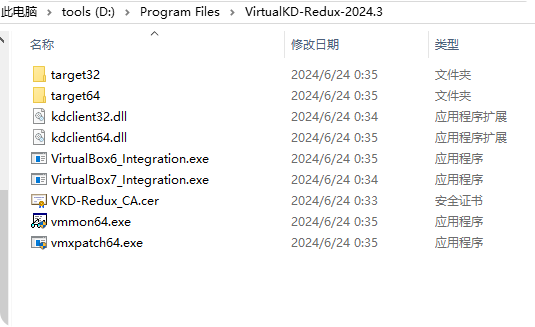 此电脑 > tools (D:) > Program Files > VirtualKD-Redux-2024.3
名称 修改日期 类型
target32 2024/6/24 0:35 文件夹
target64 2024/6/24 0:35 文件夹
kdclient32.dll 2024/6/24 0:34 应用程序扩展
kdclient64.dll 2024/6/24 0:35 应用程序扩展
VirtualBox6_Integration.exe 2024/6/24 0:35 应用程序
VirtualBox7_Integration.exe 2024/6/24 0:34 应用程序
VKD-Redux_CA.cer 2024/6/24 0:33 安全证书
vmmon64.exe 2024/6/24 0:35 应用程序
vmxpatch64.exe 2024/6/24 0:35 应用程序